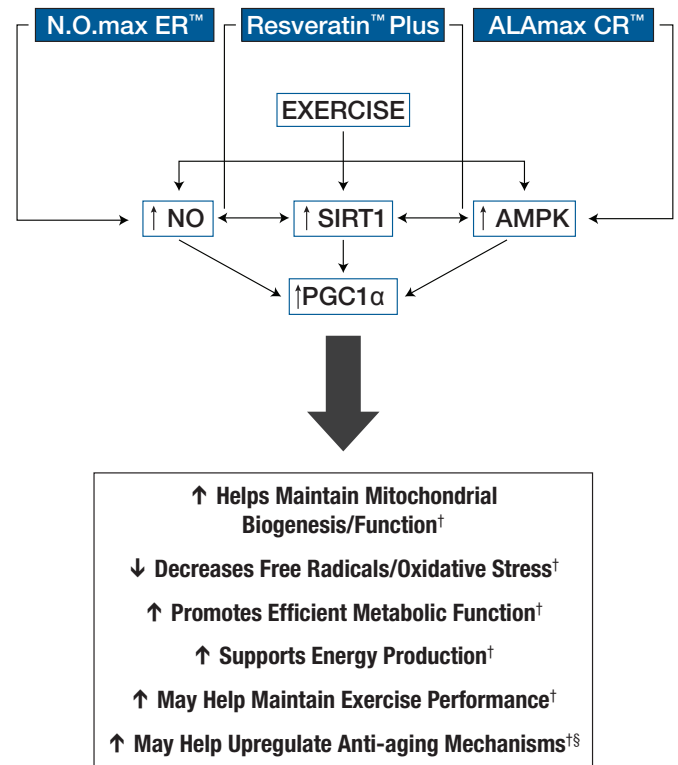 N.O.max ER™ Resveratin™ Plus ALAmax CR™
EXERCISE
↑ NO ↑ SIRT1 ↑ AMPK
↑PGC1α
↑ Helps Maintain Mitochondrial
Biogenesis/Function†
↓ Decreases Free Radicals/Oxidative Stress†
↑ Promotes Efficient Metabolic Function†
↑ Supports Energy Production†
↑ May Help Maintain Exercise Performance†
↑ May Help Upregulate Anti-aging Mechanisms†§